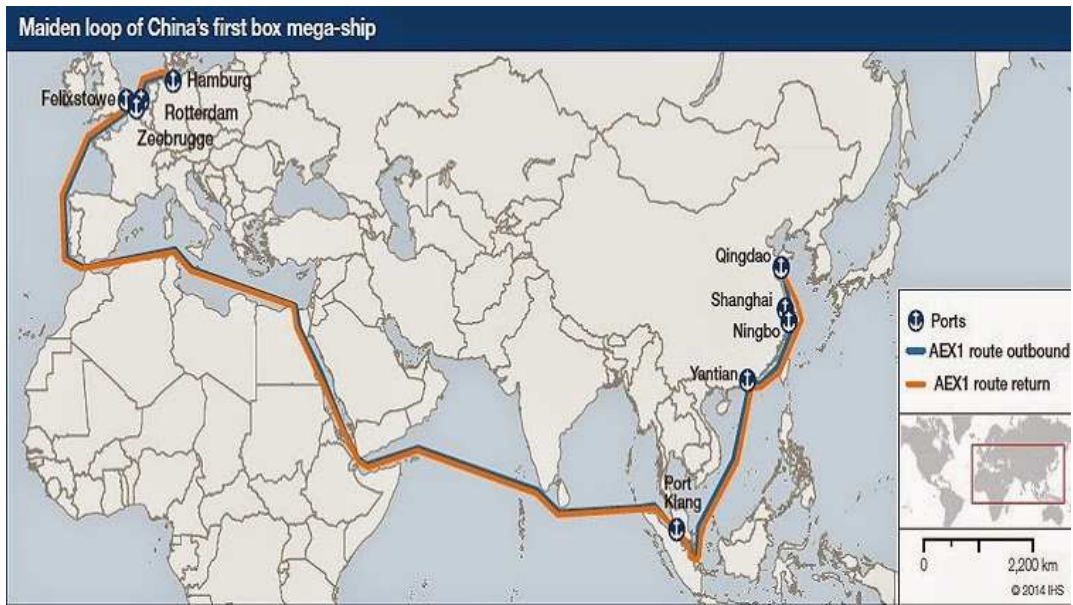 Maiden loop of China's first box mega-ship
Hamburg
Felixstowe
Rotterdam
Zeebrugge
Qingdao
Shanghai
Ningbo
Yantian
Port
Klang
Ports
AEX1 route outbound
AEX1 route return
0
2,200 km
© 2014 IHS